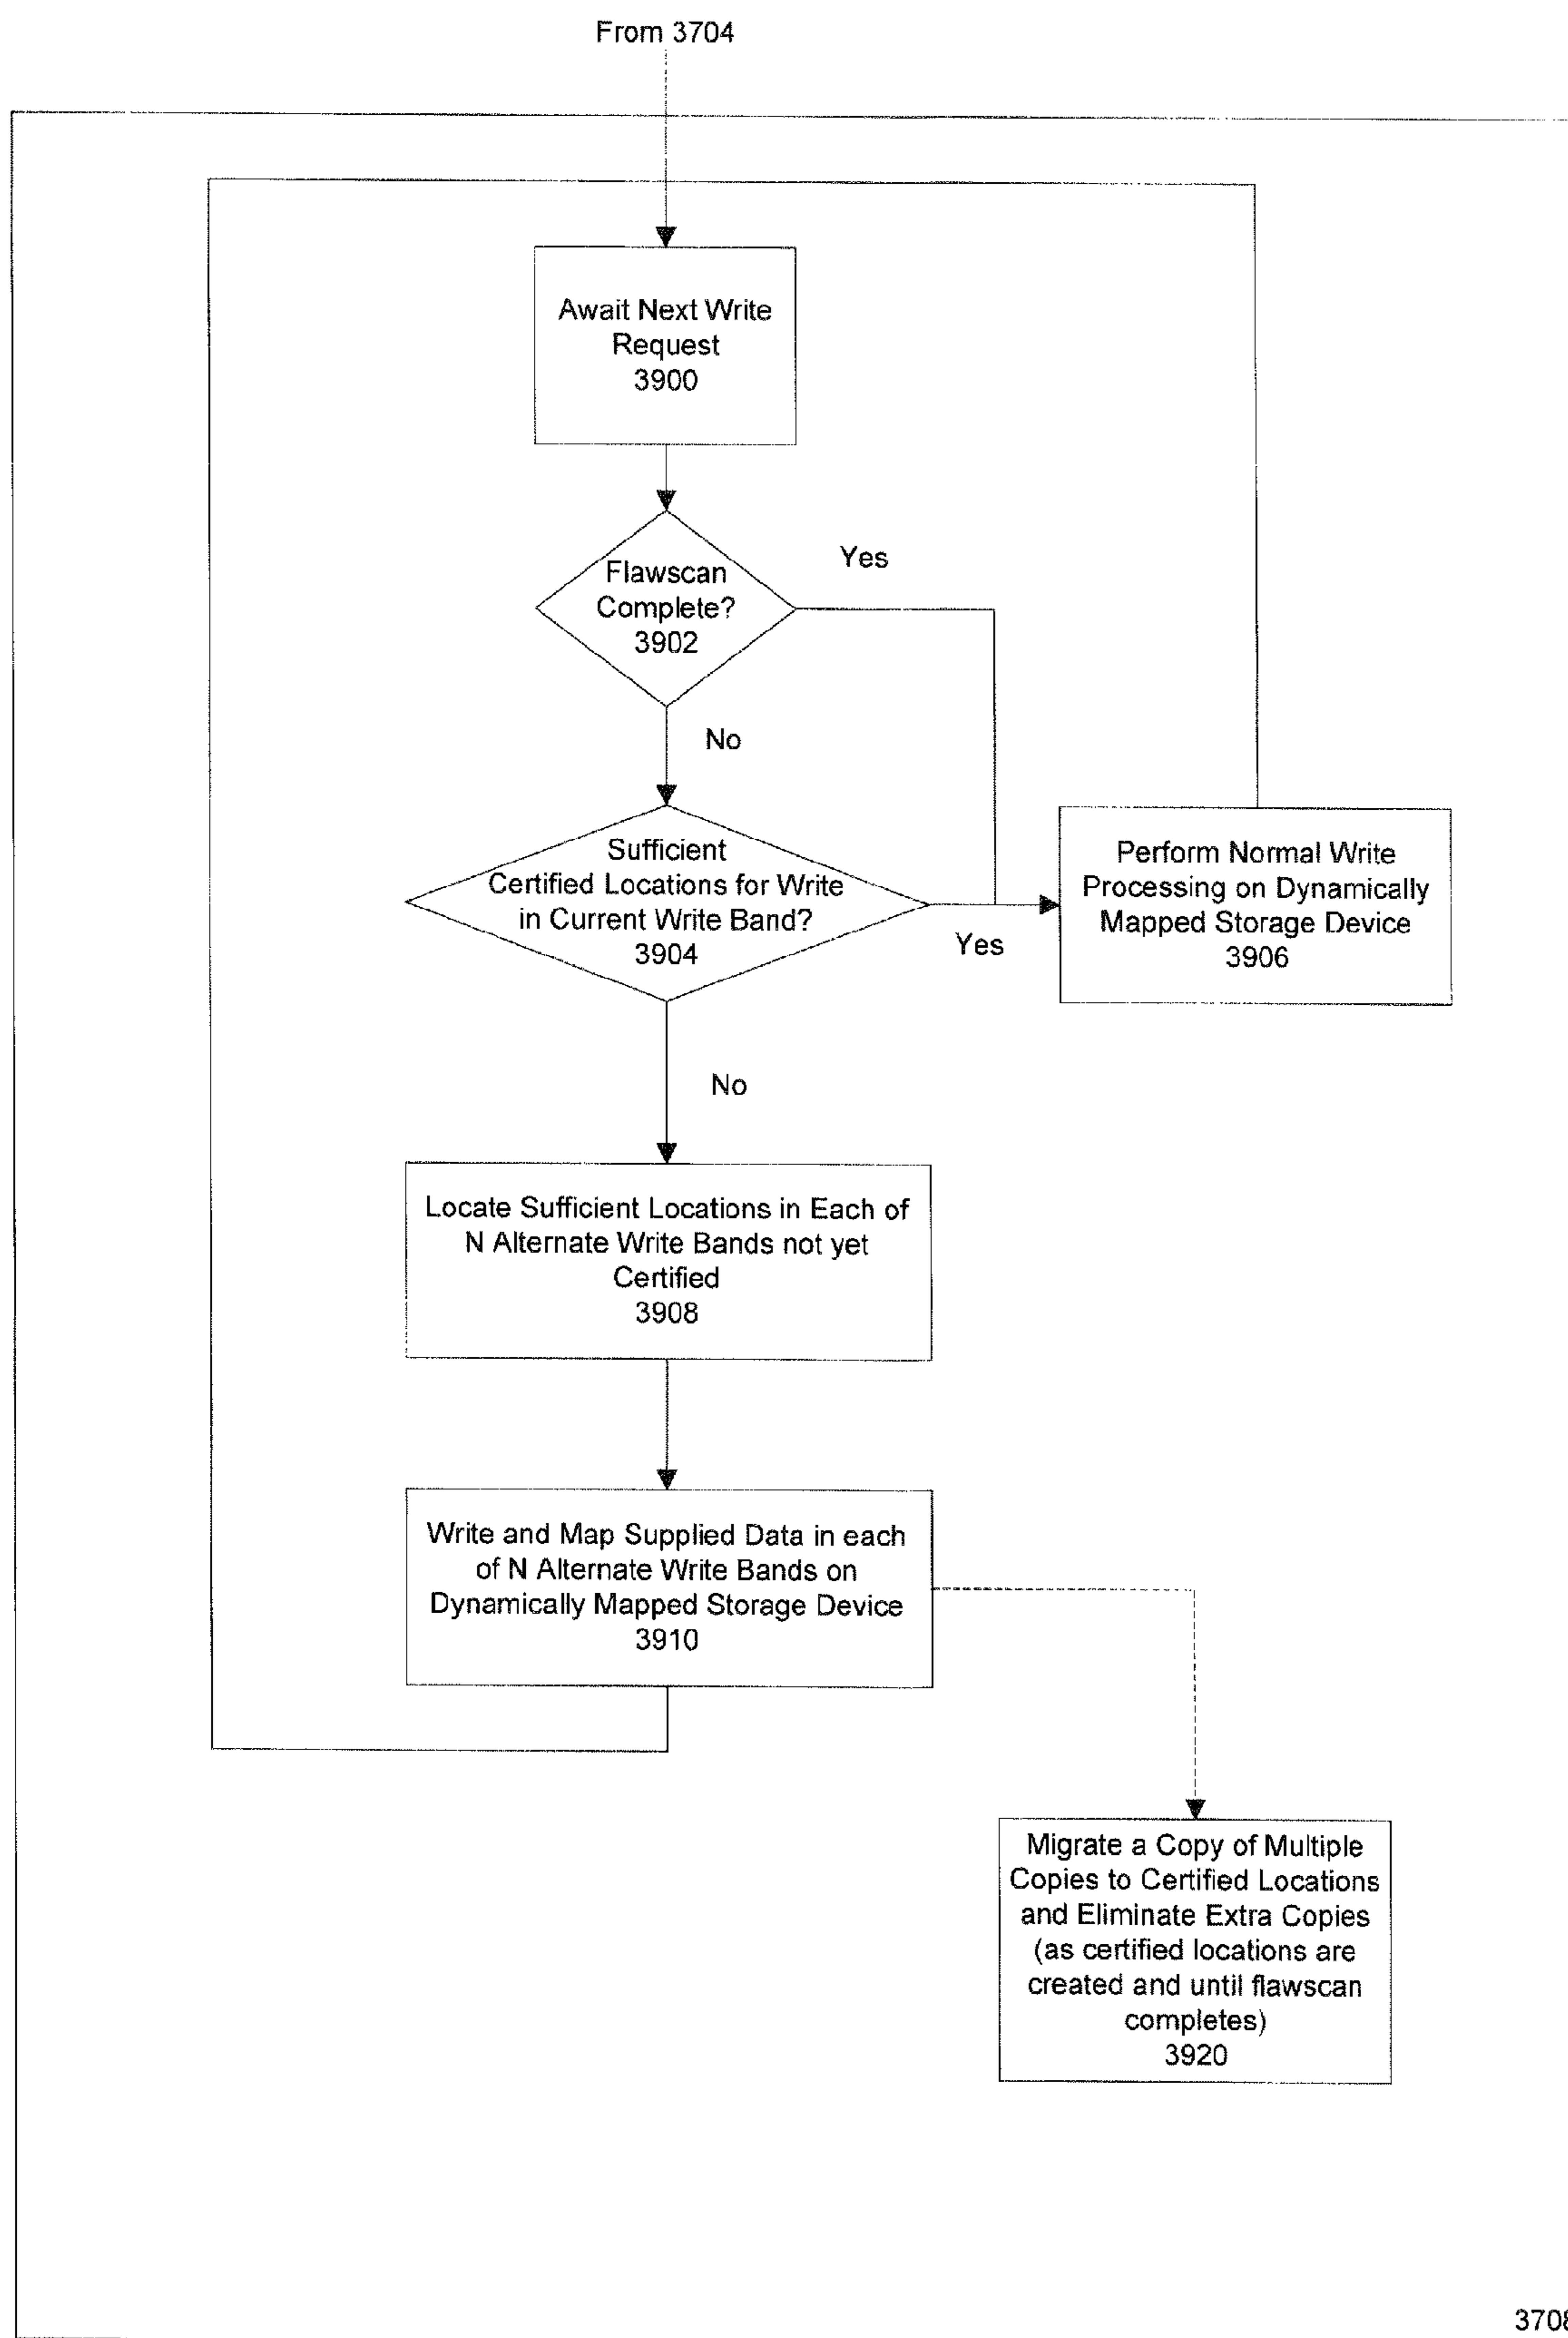 From 3704
Await Next Write
Request
3900
Flawscan
Complete?
3902
Yes
No
Sufficient
Certified Locations for Write
in Current Write Band?
3904
Yes
Perform Normal Write
Processing on Dynamically
Mapped Storage Device
3906
No
Locate Sufficient Locations in Each of
N Alternate Write Bands not yet
Certified
3908
Write and Map Supplied Data in each
of N Alternate Write Bands on
Dynamically Mapped Storage Device
3910
Migrate a Copy of Multiple
Copies to Certified Locations
and Eliminate Extra Copies
(as certified locations are
created and until flawscan
completes)
3920
3708